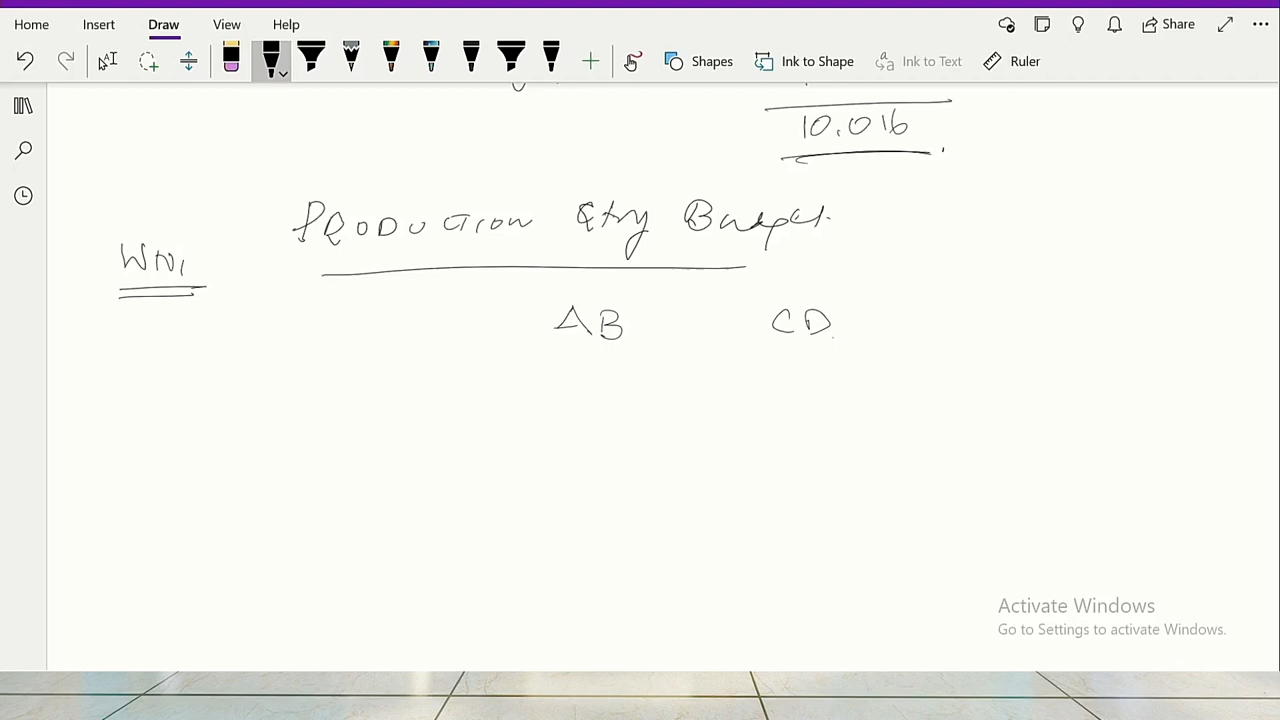 Home Insert Draw View Help Share
Shapes Ink to Shape Ink to Text Ruler
10.016
PRODUCTION Qty Budget.
WN1
AB CD.
Activate Windows
Go to Settings to activate Windows.